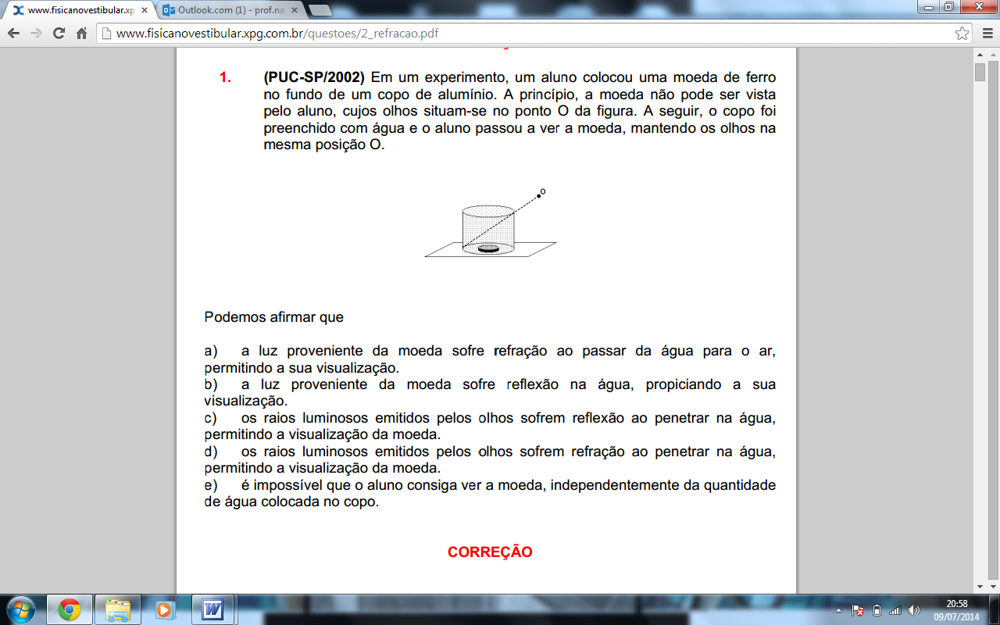 www.fisicanovestibular.xp
Outlook.com (1) - prof.na
www.fisicanovestibular.xpg.com.br/questoes/2_refracao.pdf
1. (PUC-SP/2002) Em um experimento, um aluno colocou uma moeda de ferro
no fundo de um copo de alumínio. A princípio, a moeda não pode ser vista
pelo aluno, cujos olhos situam-se no ponto O da figura. A seguir, o copo foi
preenchido com água e o aluno passou a ver a moeda, mantendo os olhos na
mesma posição O.
O
Podemos afirmar que
a) a luz proveniente da moeda sofre refração ao passar da água para o ar,
permitindo a sua visualização.
b) a luz proveniente da moeda sofre reflexão na água, propiciando a sua
visualização.
c) os raios luminosos emitidos pelos olhos sofrem reflexão ao penetrar na água,
permitindo a visualização da moeda.
d) os raios luminosos emitidos pelos olhos sofrem refração ao penetrar na água,
permitindo a visualização da moeda.
e) é impossível que o aluno consiga ver a moeda, independentemente da quantidade
de água colocada no copo.
CORREÇÃO
20:58
09/07/2014